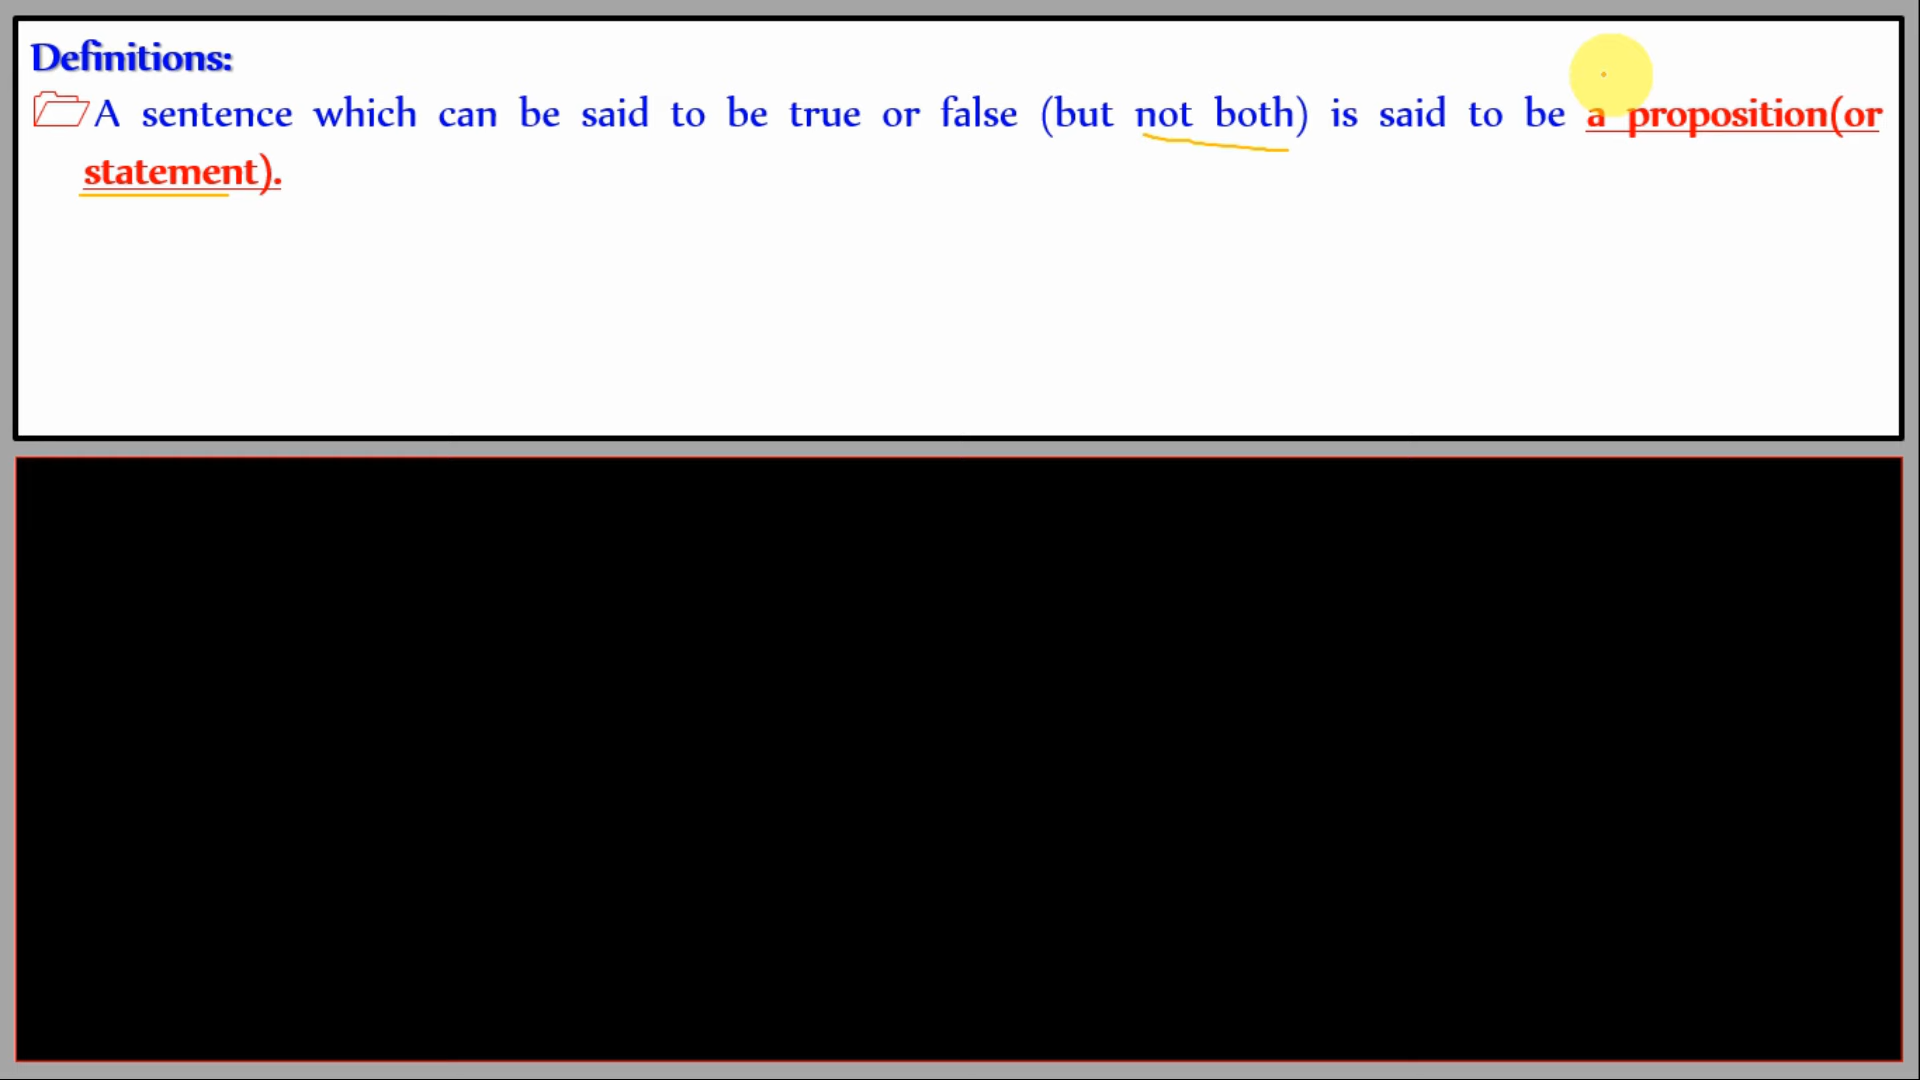 Definitions:
A sentence which can be said to be true or false (but not both) is said to be a proposition(or
statement).